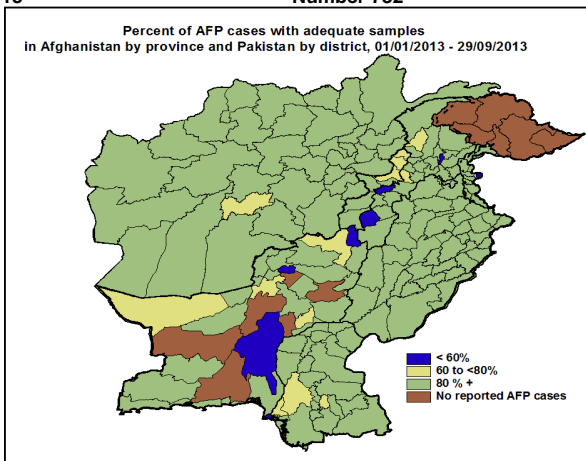 Percent of AFP cases with adequate samples
in Afghanistan by province and Pakistan by district, 01/01/2013 - 29/09/2013
< 60%
60 to <80%
80 % +
No reported AFP cases